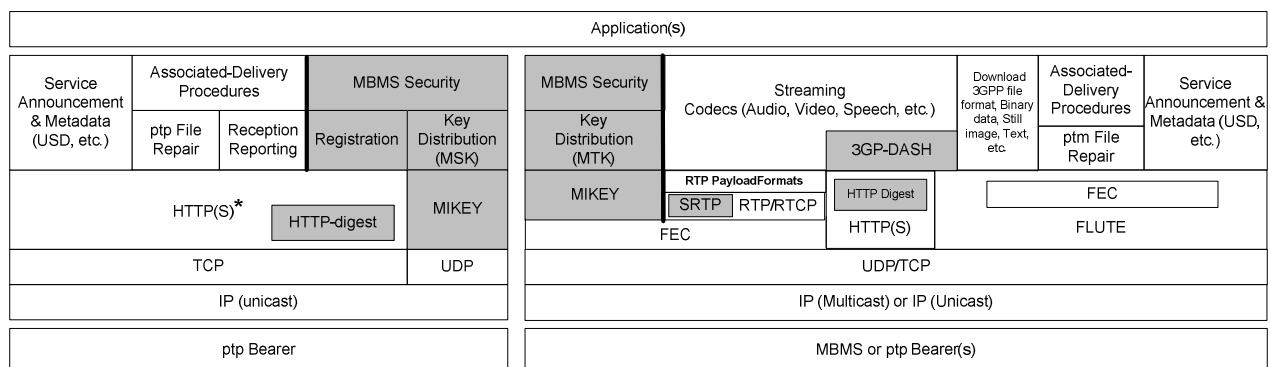 Application(s)
Service
Announcement
& Metadata
(USD, etc.)
Associated-Delivery
Procedures
ptp File
Repair
Reception
Reporting
MBMS Security
Registration
Key
Distribution
(MSK)
HTTP(S)*
HTTP-digest
MIKEY
TCP
UDP
IP (unicast)
ptp Bearer
MBMS Security
Key
Distribution
(MTK)
MIKEY
Streaming
Codecs (Audio, Video, Speech, etc.)
3GP-DASH
RTP PayloadFormats
SRTP
RTP/RTCP
FEC
HTTP Digest
HTTP(S)
Download
3GPP file
format, Binary
data, Still
image, Text,
etc.
Associated-
Delivery
Procedures
ptm File
Repair
Service
Announcement &
Metadata (USD,
etc.)
FEC
FLUTE
UDP/TCP
IP (Multicast) or IP (Unicast)
MBMS or ptp Bearer(s)